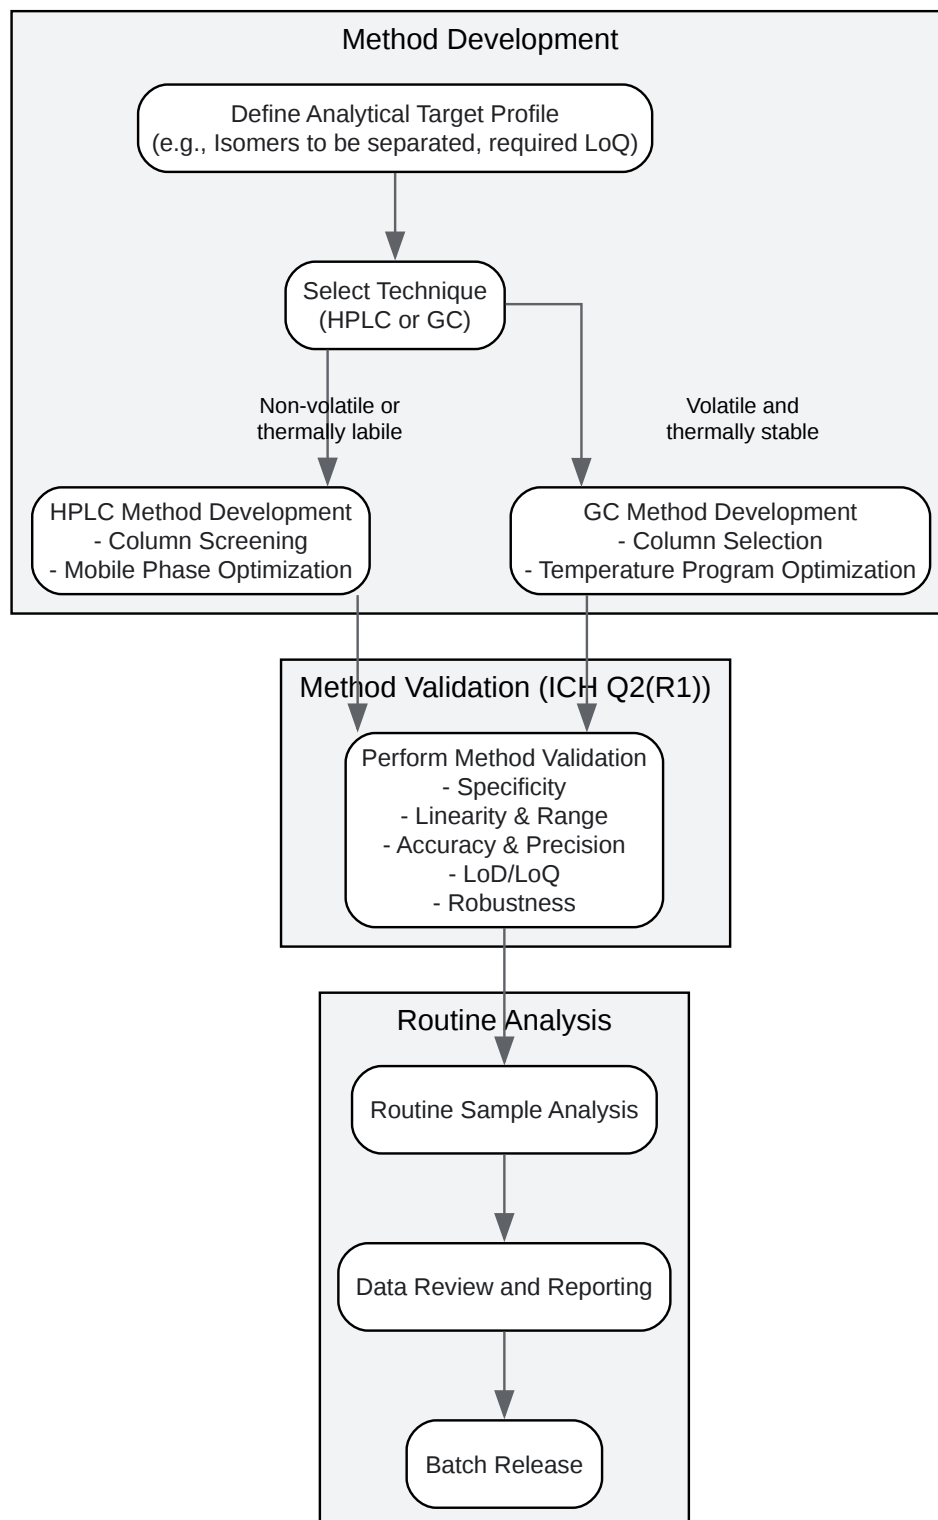 Method Development
Define Analytical Target Profile
(e.g., Isomers to be separated, required LoQ)
Select Technique
(HPLC or GC)
Non-volatile or
thermally labile
Volatile and
thermally stable
HPLC Method Development
- Column Screening
- Mobile Phase Optimization
GC Method Development
- Column Selection
- Temperature Program Optimization
Method Validation (ICH Q2(R1))
Perform Method Validation
- Specificity
- Linearity & Range
- Accuracy & Precision
- LoD/LoQ
- Robustness
Routine Analysis
Routine Sample Analysis
Data Review and Reporting
Batch Release